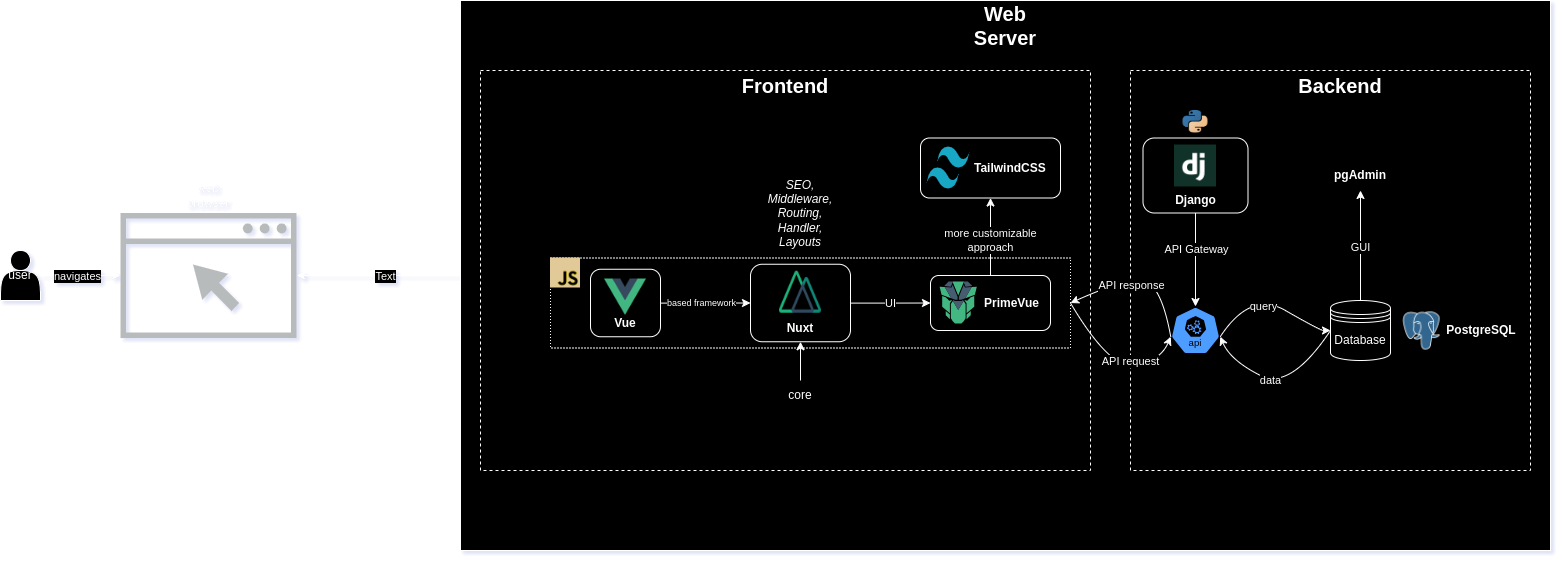 Web
Server
Frontend
Backend
user
navigates
Text
SEO,
Middleware,
Routing,
Handler,
Layouts
TailwindCSS
more customizable
approach
JS
Vue
based framework
Nuxt
UI
PrimeVue
core
API response
API request
dj
Django
API Gateway
api
query
data
pgAdmin
GUI
Database
PostgreSQL